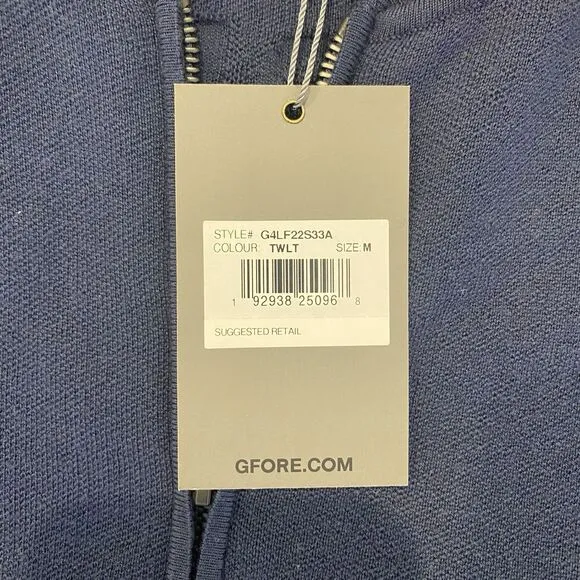 STYLE# G4LF22S33A
COLOUR: TWLT SIZE: M
1 92938 25096 8
SUGGESTED RETAIL
GFORE.COM